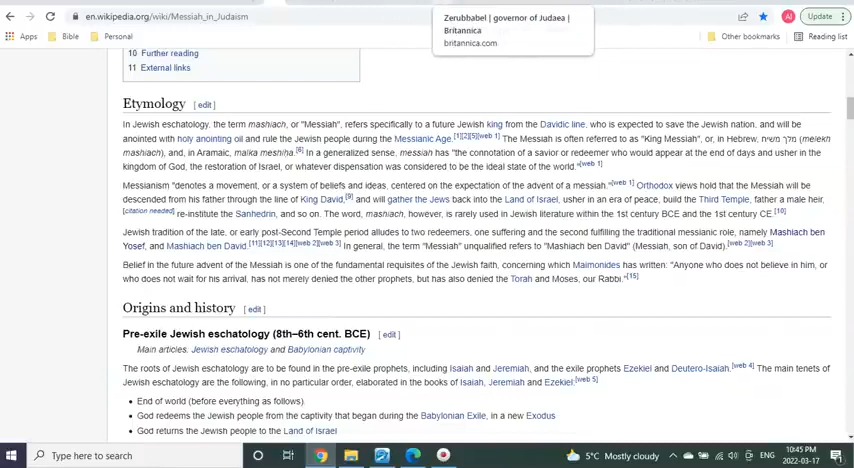 Zerubbabel | governor of Judaea |
Britannica
britannica.com
en.wikipedia.org/wiki/Messiah_in_Judaism
AI
Update
Apps
Bible
Parables
Other bookmarks
Reading list
10 Further reading
11 External links
Etymology [ edit ]
In Jewish eschatology, the term mashiach, or "Messiah", refers specifically to a future Jewish king from the Davidic line, who is expected to save the Jewish nation, and will be
anointed with holy anointing oil and rule the Jewish people during the Messianic Age.[1][2][5][web 1] The Messiah is often referred to as "King Messiah", or, in Hebrew, מלך משיח (melekh
mashiach), and, in Aramaic, malka meshiḥa.[6] In a generalized sense, messiah has "the connotation of a savior or redeemer who would appear at the end of days and usher in the
kingdom of God, the restoration of Israel, or whatever dispensation was considered to be the ideal state of the world."[web 1]
Messianism "denotes a movement, or a system of beliefs and ideas, centered on the expectation of the advent of a messiah."[web 1] Orthodox views hold that the Messiah will be
descended from his father through the line of King David,[9] and will gather the Jews back into the Land of Israel, usher in an era of peace, build the Third Temple, father a male heir,
[citation needed] re-institute the Sanhedrin, and so on. The word, mashiach, however, is rarely used in Jewish literature within the 1st century BCE and the 1st century CE.[10]
Jewish tradition of the late, or early post-Second Temple period alludes to two redeemers, one suffering and the second fulfilling the traditional messianic role, namely Mashiach ben
Yosef, and Mashiach ben David.[11][12][13][14][web 2][web 3] In general, the term "Messiah" unqualified refers to "Mashiach ben David" (Messiah, son of David).[web 2][web 3]
Belief in the future advent of the Messiah is one of the fundamental requisites of the Jewish faith, concerning which Maimonides has written: "Anyone who does not believe in him, or
who does not wait for his arrival, has not merely denied the other prophets, but has also denied the Torah and Moses, our Rabbi."[15]
Origins and history [ edit ]
Pre-exile Jewish eschatology (8th–6th cent. BCE) [ edit ]
Main articles: Jewish eschatology and Babylonian captivity
The roots of Jewish eschatology are to be found in the pre-exile prophets, including Isaiah and Jeremiah, and the exile prophets Ezekiel and Deutero-Isaiah.[web 4] The main tenets of
Jewish eschatology are the following, in no particular order, elaborated in the books of Isaiah, Jeremiah and Ezekiel:[web 5]
• End of world (before everything as follows).
• God redeems the Jewish people from the captivity that began during the Babylonian Exile, in a new Exodus
• God returns the Jewish people to the Land of Israel
Type here to search
5°C Mostly cloudy
ENG
10:45 PM
2022-03-17